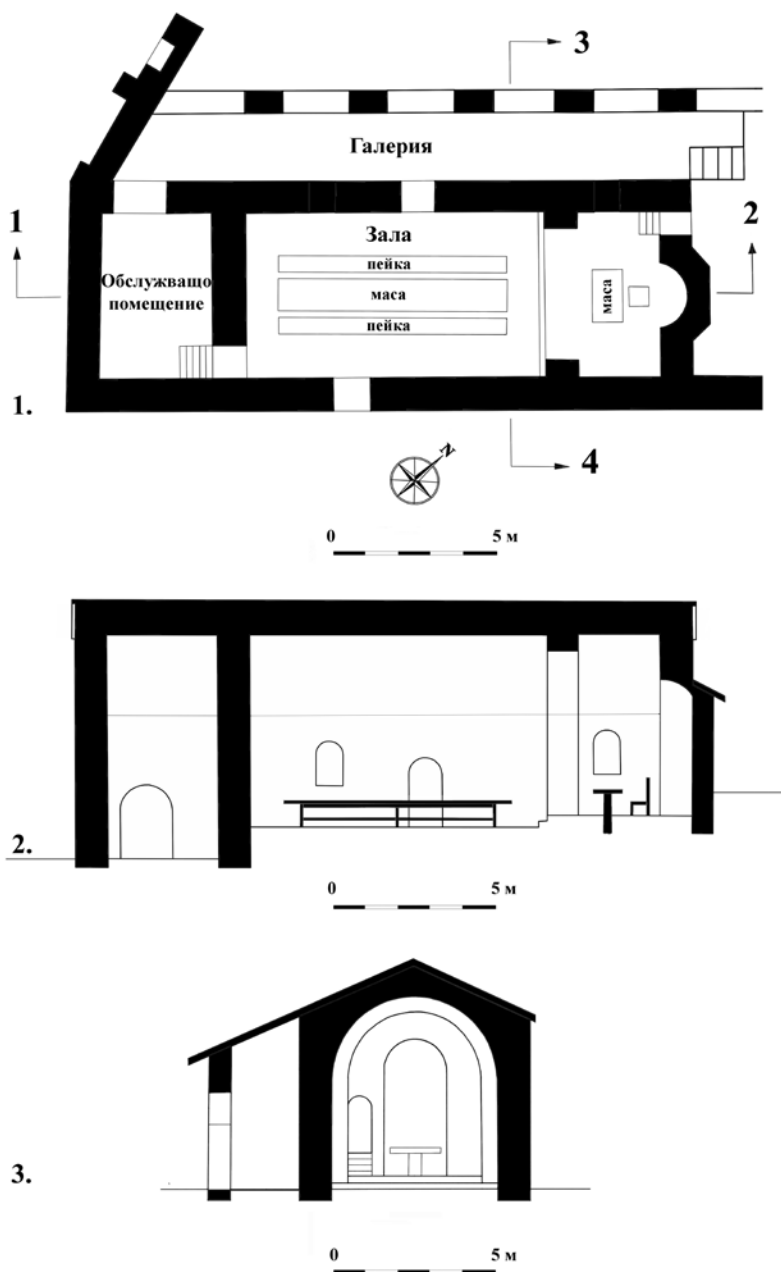 3
Галерия
1
2
Зала
пейка
Обслужващо
помещение
маса
маса
пейка
1.
4
N
0 5 м
2.
0 5 м
3.
0 5 м